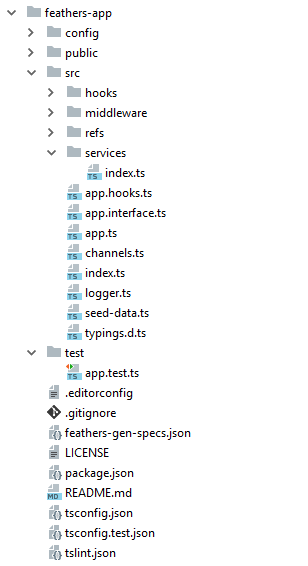 feathers-app
config
public
src
hooks
middleware
refs
services
index.ts
app.hooks.ts
app.interface.ts
app.ts
channels.ts
index.ts
logger.ts
seed-data.ts
typings.d.ts
test
app.test.ts
.editorconfig
.gitignore
feathers-gen-specs.json
LICENSE
package.json
README.md
tsconfig.json
tsconfig.test.json
tslint.json